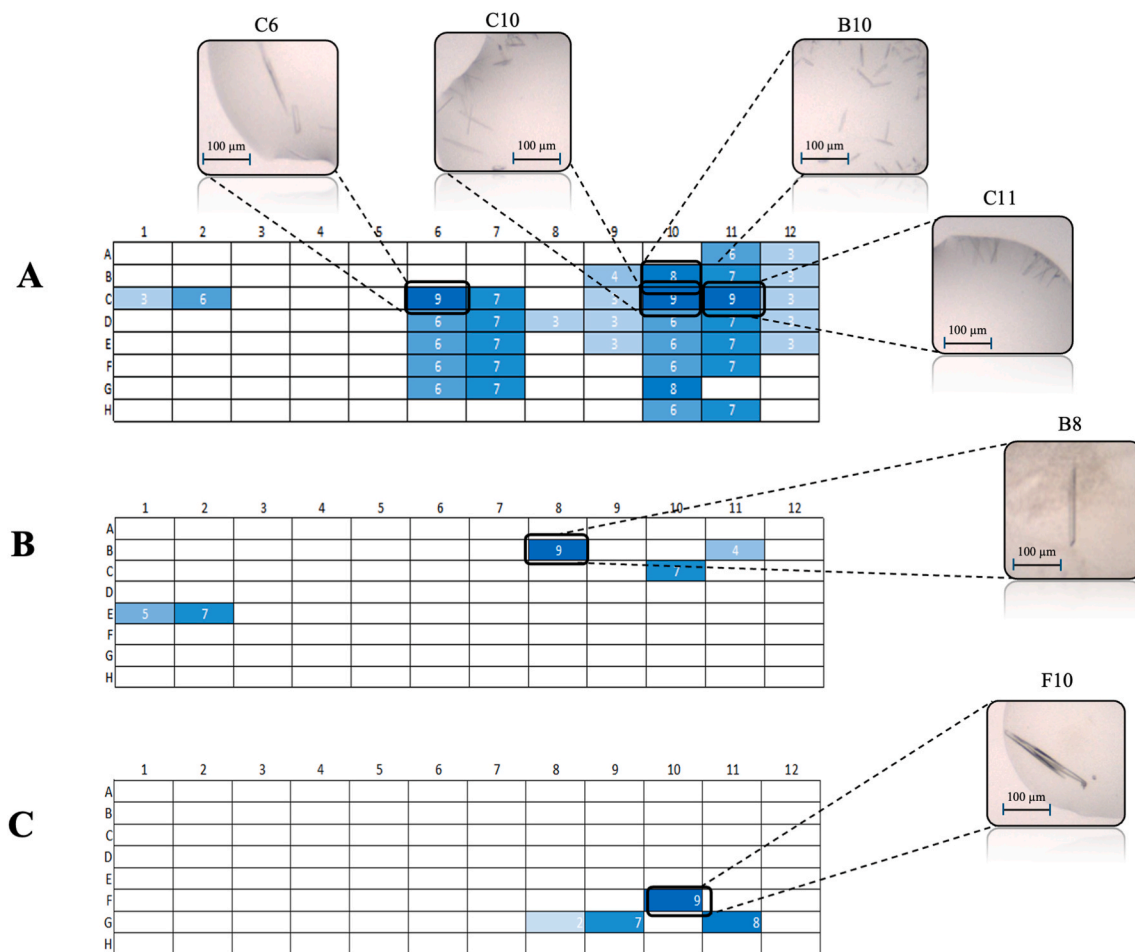 C6
C10
B10
100 µm
100 µm
100 µm
C11
100 µm
A
1 2 3 4 5 6 7 8 9 10 11 12
A 6 3
B 4 8 7 3
C 3 6 9 7 3 9 9 3
D 6 7 3 3 6 7 3
E 6 7 3 6 7 3
F 6 7 6 7
G 6 7 8
H 6 7
B8
100 µm
B
1 2 3 4 5 6 7 8 9 10 11 12
A
B 9 4
C 7
D
E 5 7
F
G
H
F10
100 µm
C
1 2 3 4 5 6 7 8 9 10 11 12
A
B
C
D
E
F 9
G 2 7 8
H